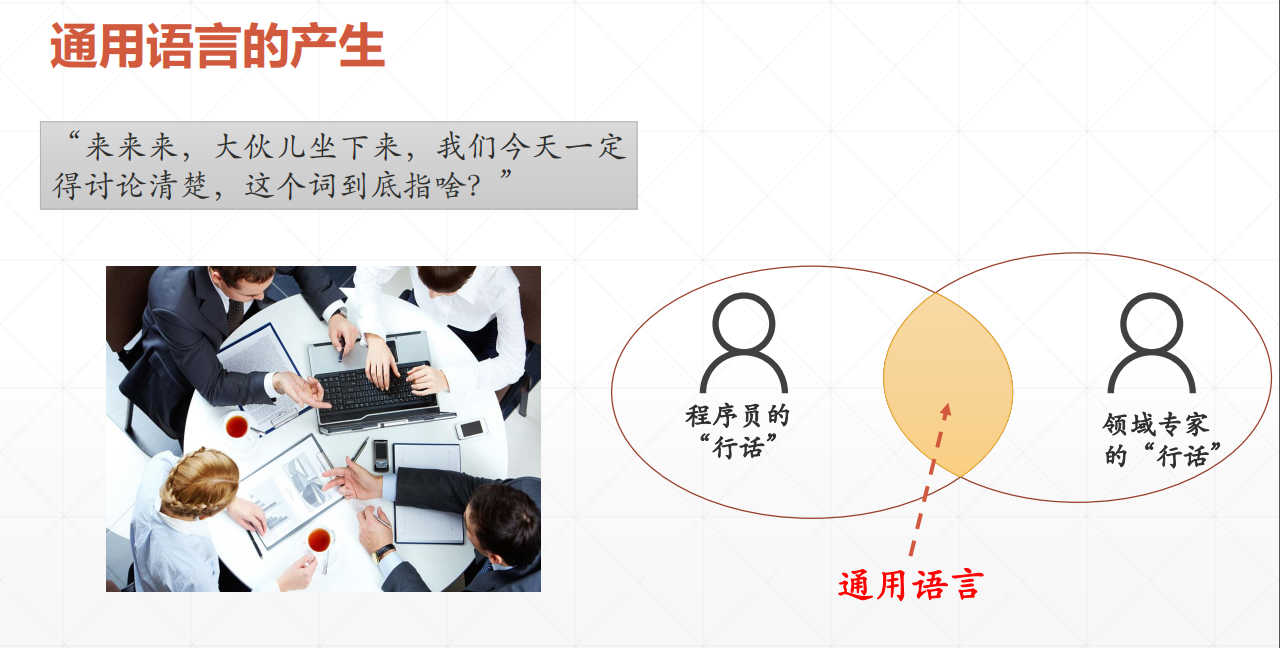 通用语言的产生
“来来来，大伙儿坐下来，我们今天一定
得讨论清楚，这个词到底指啥？”
程序员的
“行话”
领域专家
的“行话”
通用语言